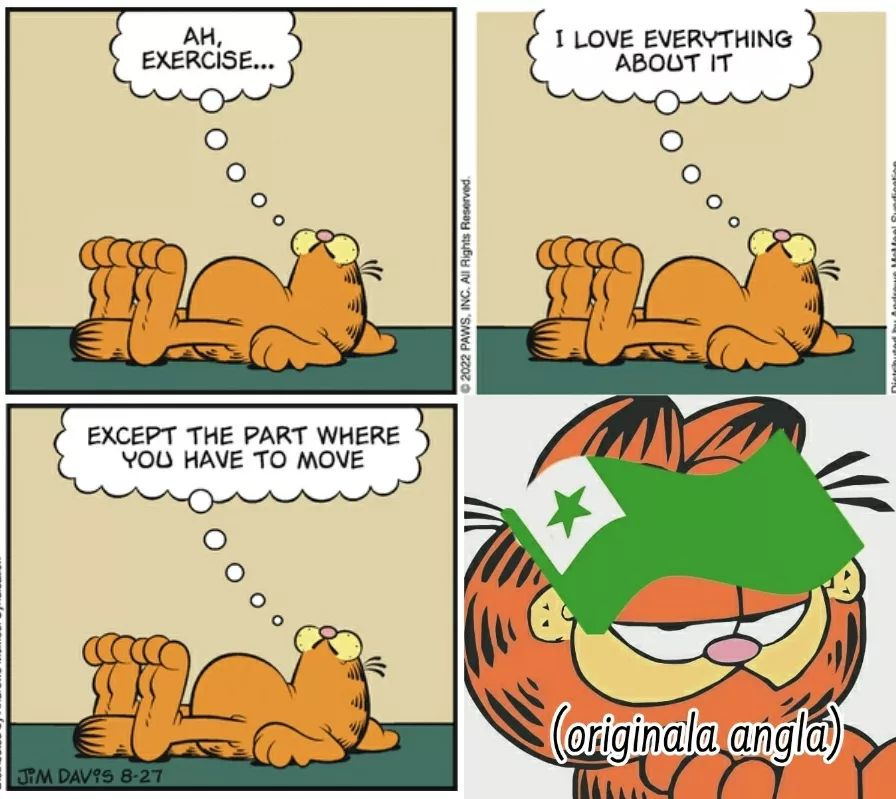 AH,
EXERCISE...
I LOVE EVERYTHING
ABOUT IT
© 2022 PAWS, INC. All Rights Reserved.
EXCEPT THE PART WHERE
YOU HAVE TO MOVE
JIM DAVIS 8-27
(originala angla)